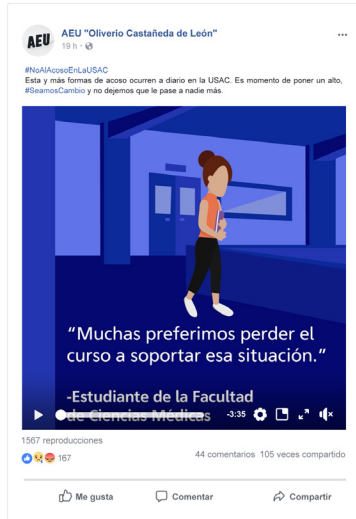 AEU
AEU "Oliverio Castañeda de León"
19 h
#NoAlAcosoEnLaUSAC
Esta y más formas de acoso ocurren a diario en la USAC. Es momento de poner un alto,
#SeamosCambio y no dejemos que le pase a nadie más.
“Muchas preferimos perder el
curso a soportar esa situación.”
-Estudiante de la Facultad
de Ciencias Médicas
-3:35
1567 reproducciones
167
44 comentarios 105 veces compartido
Me gusta
Comentar
Compartir